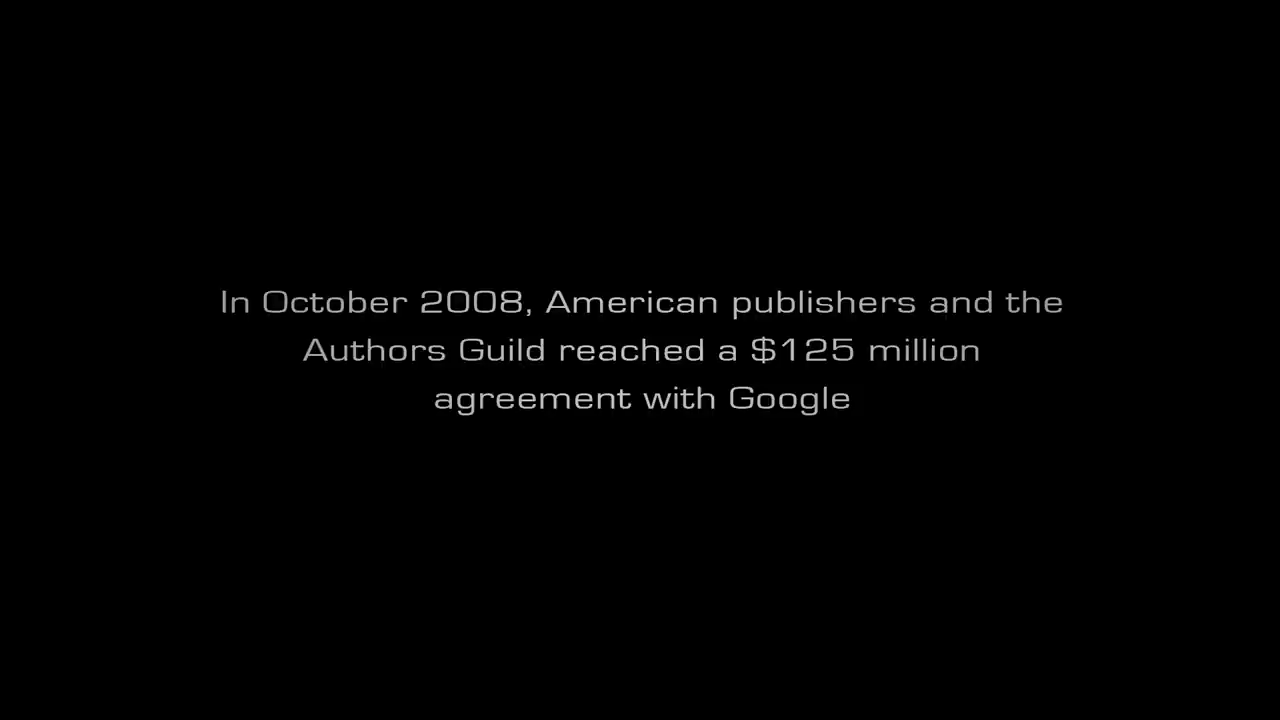 In October 2008, American publishers and the
Authors Guild reached a $125 million
agreement with Google